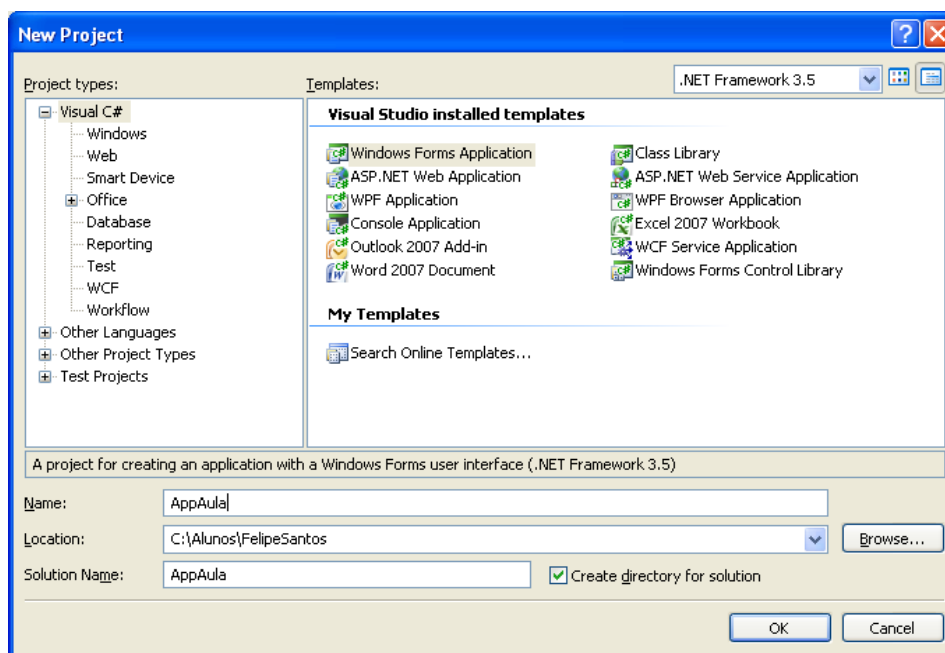 New Project
Project types:
Templates:
.NET Framework 3.5
Visual C#
Windows
Web
Smart Device
Office
Database
Reporting
Test
WCF
Workflow
Other Languages
Other Project Types
Test Projects
Visual Studio installed templates
Windows Forms Application
Class Library
ASP.NET Web Application
ASP.NET Web Service Application
WPF Application
WPF Browser Application
Console Application
Excel 2007 Workbook
Outlook 2007 Add-in
WCF Service Application
Word 2007 Document
Windows Forms Control Library
My Templates
Search Online Templates...
A project for creating an application with a Windows Forms user interface (.NET Framework 3.5)
Name:
AppAula
Location:
C:\Alunos\FelipeSantos
Browse...
Solution Name:
AppAula
Create directory for solution
OK
Cancel